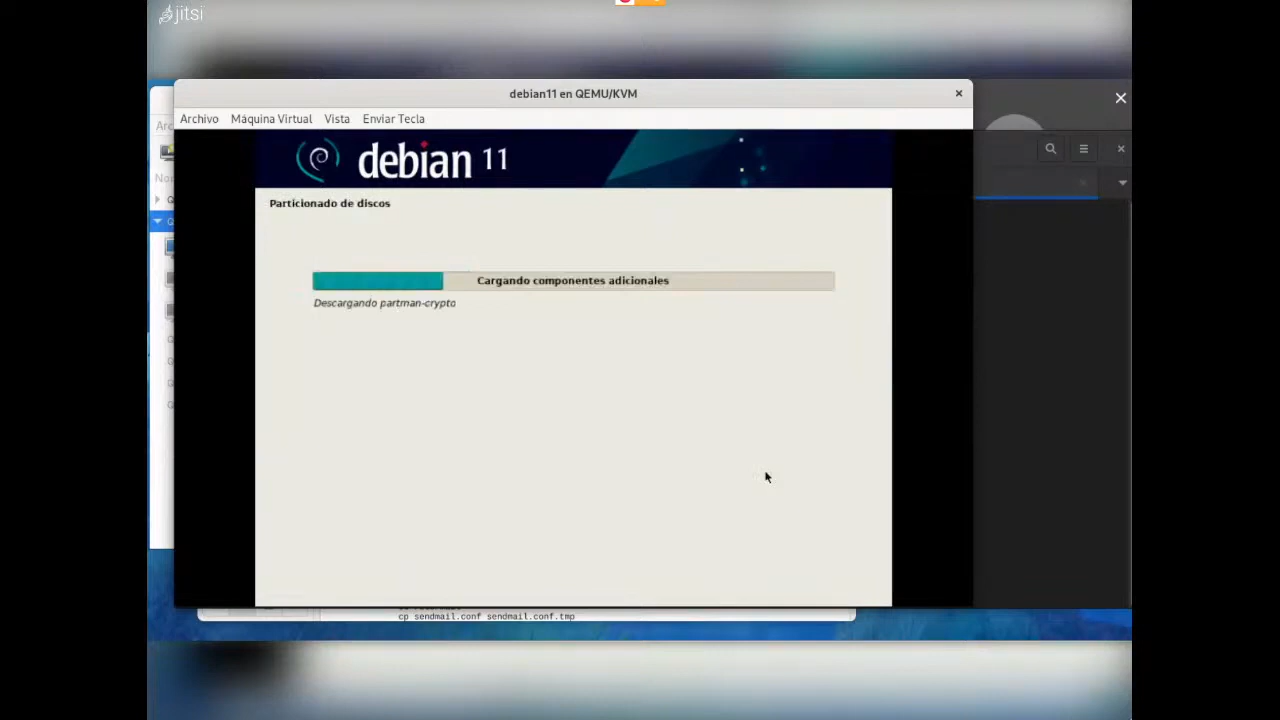 jitsi
debian11 en QEMU/KVM
Archivo Máquina Virtual Vista Enviar Tecla
debian 11
Particionado de discos
Cargando componentes adicionales
Descargando partman-crypto
cp sendmail.conf sendmail.conf.tmp